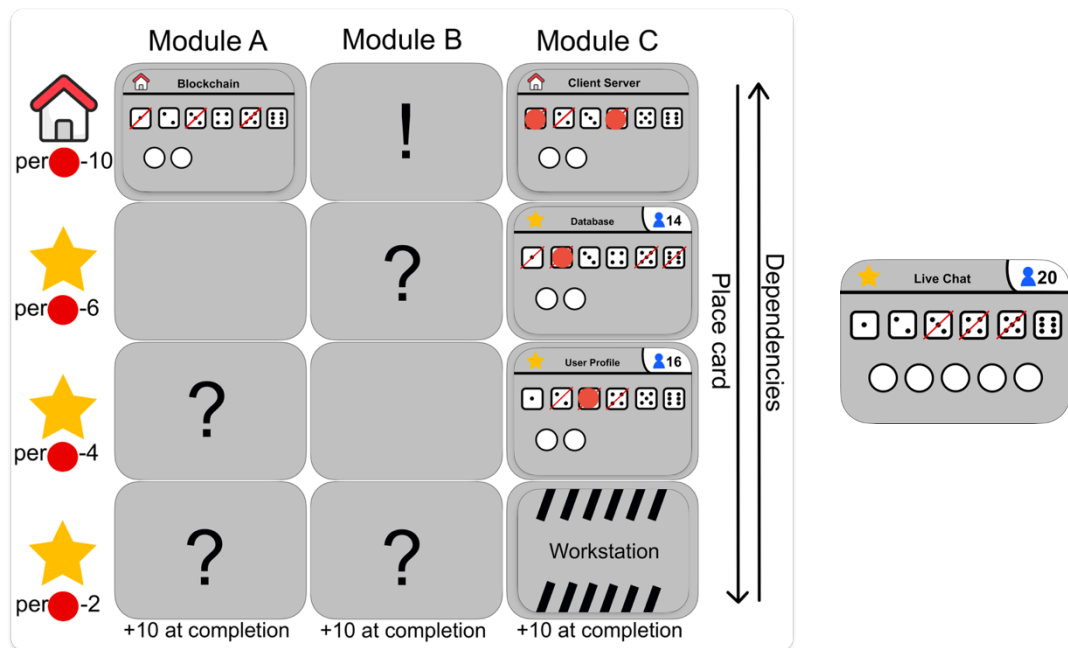 Module A Module B Module C
Blockchain
!
Client Server
per -10
?
Database
14
per -6
?
User Profile
16
per -4
?
?
Workstation
per -2
+10 at completion +10 at completion +10 at completion
Place card
Dependencies
Live Chat
20